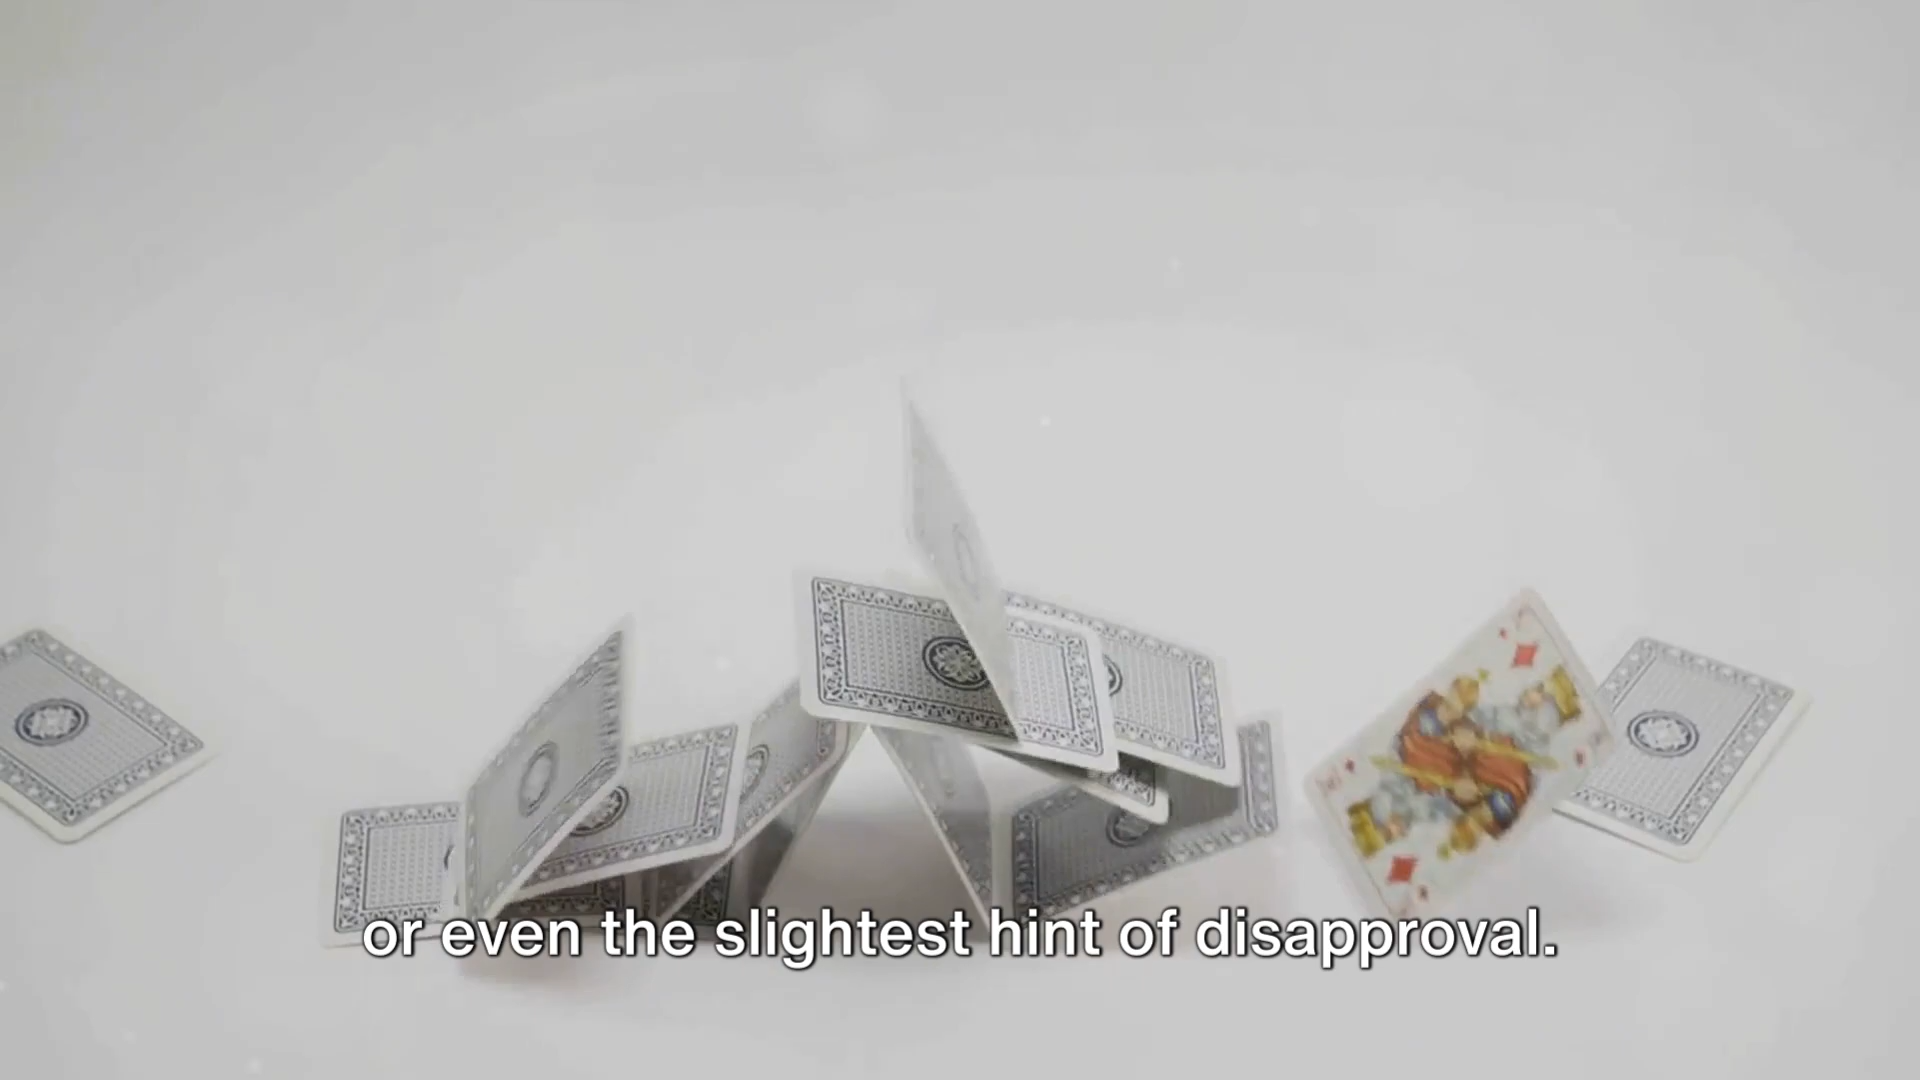 or even the slightest hint of disapproval.